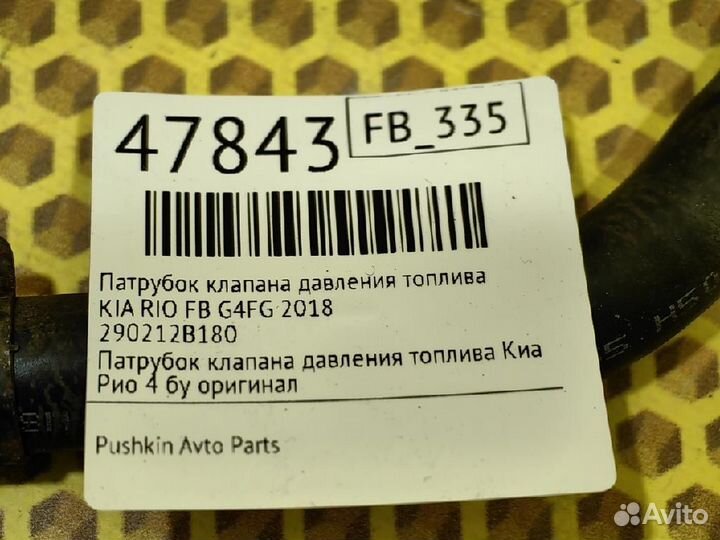 47843
FB_335
Патрубок клапана давления топлива
KIA RIO FB G4FG 2018
290212B180
Патрубок клапана давления топлива Киа
Рио 4 бу оригинал
Pushkin Avto Parts
Avito